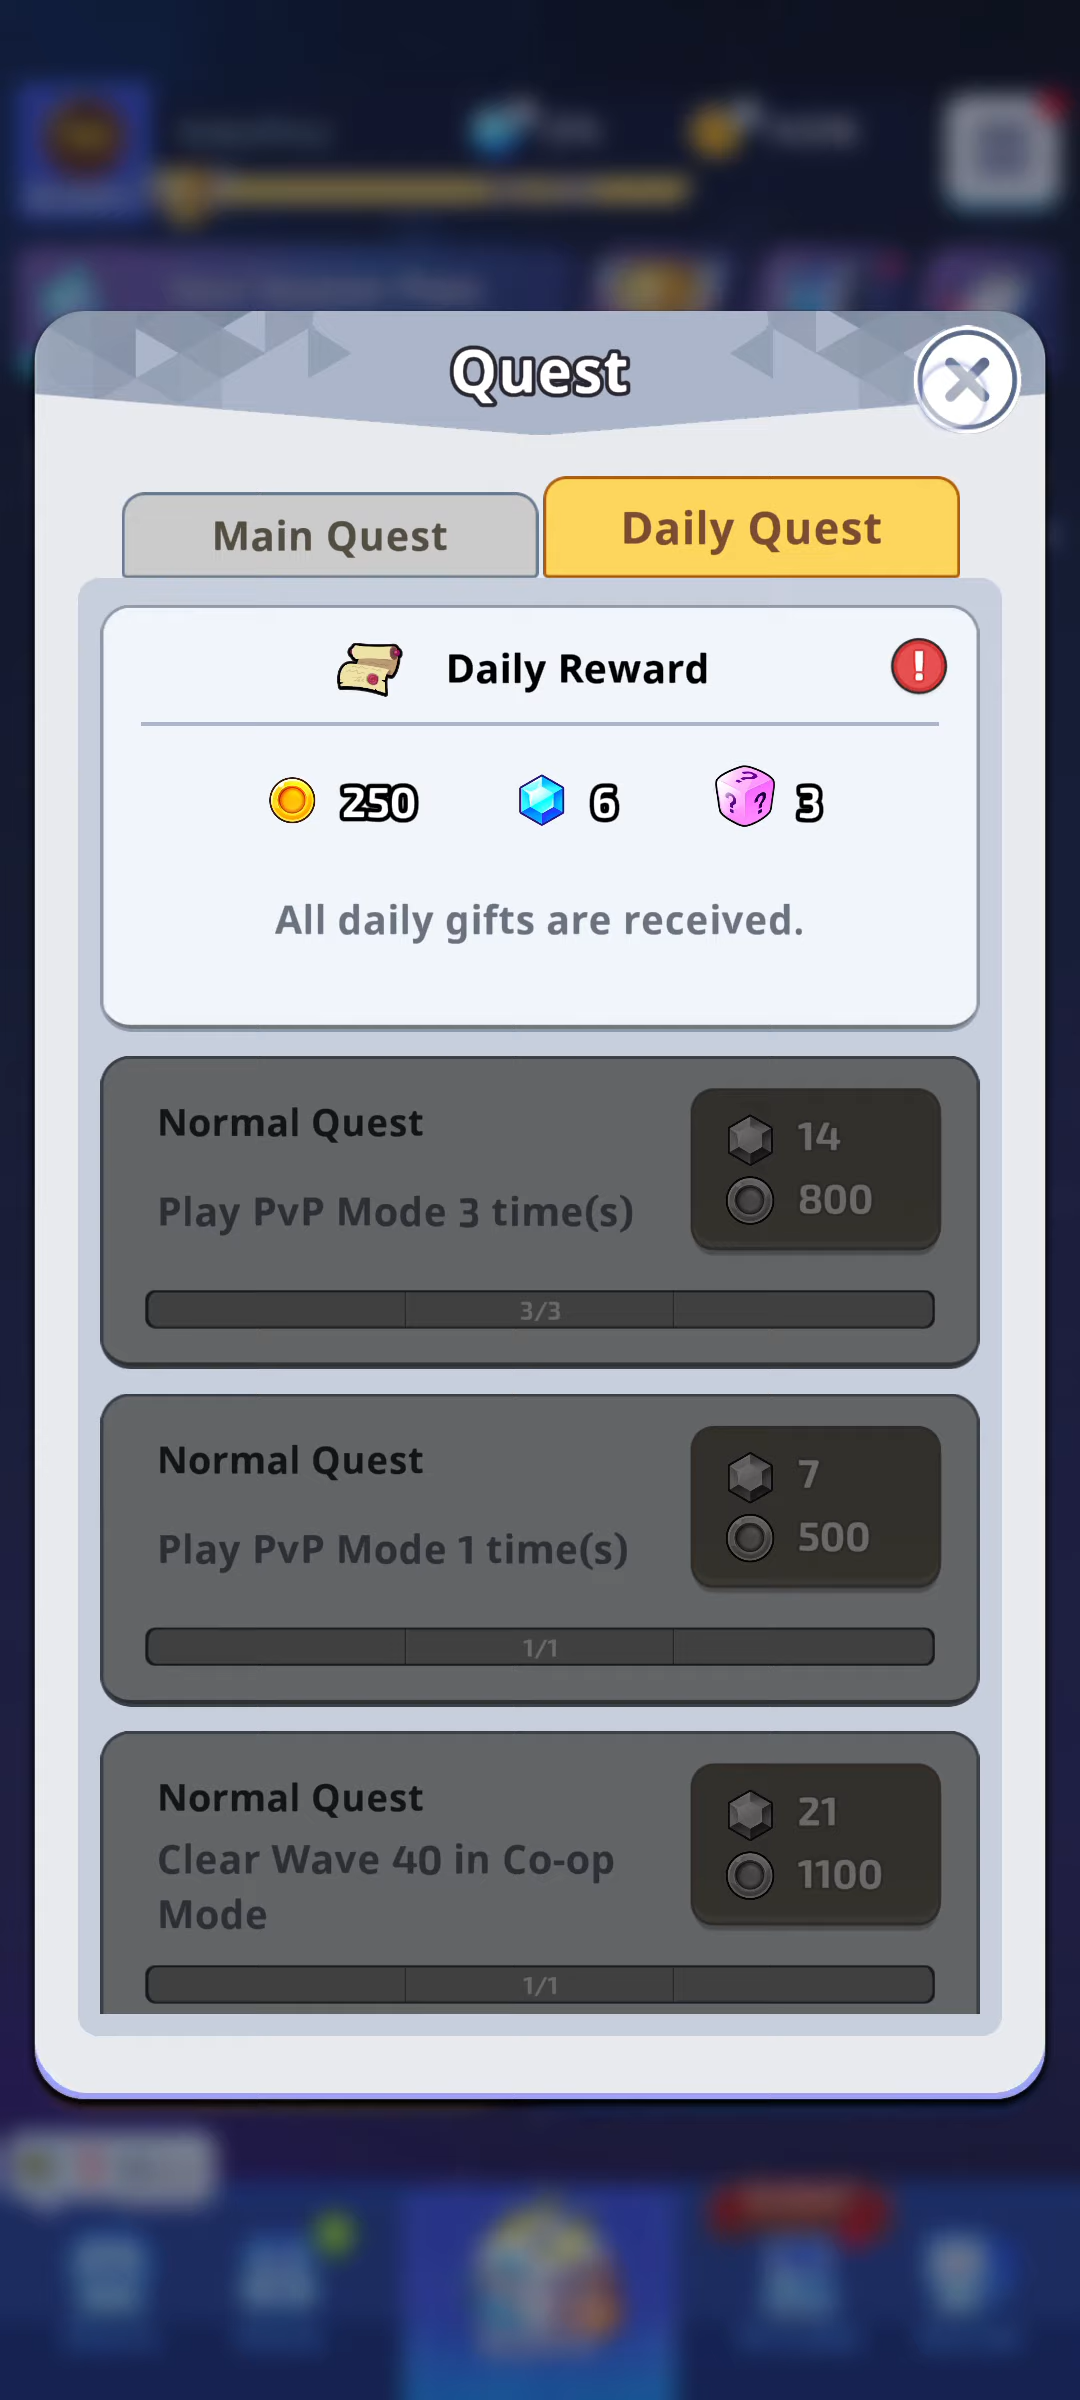 Quest
Main Quest
Daily Quest
Daily Reward
250
6
3
All daily gifts are received.
Normal Quest
14
Play PvP Mode 3 time(s)
800
3/3
Normal Quest
7
Play PvP Mode 1 time(s)
500
1/1
Normal Quest
21
Clear Wave 40 in Co-op
Mode
1100
1/1